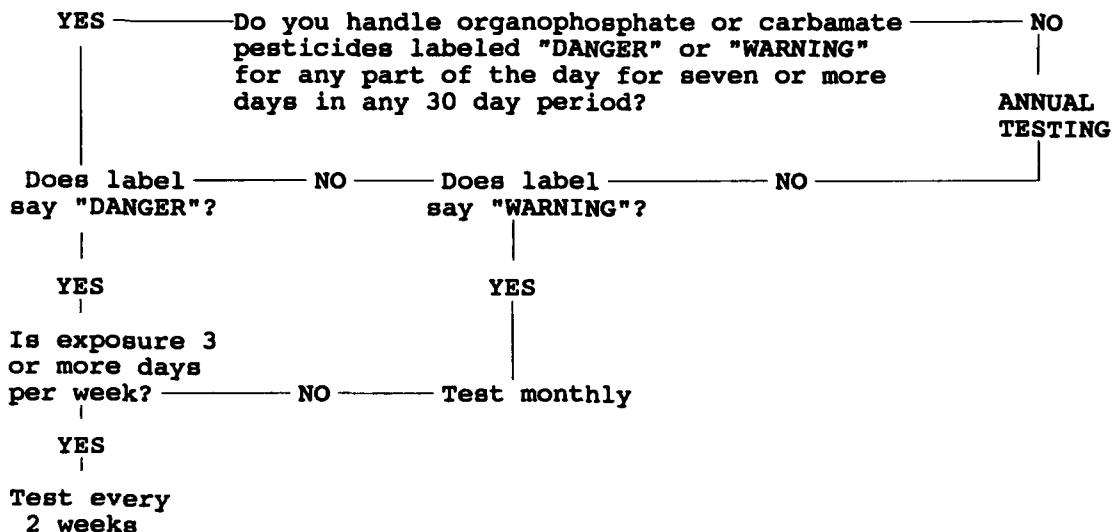 YES
Do you handle organophosphate or carbamate
pesticides labeled "DANGER" or "WARNING"
for any part of the day for seven or more
days in any 30 day period?
NO
ANNUAL
TESTING
Does label
say "DANGER"?
NO
Does label
say "WARNING"?
NO
YES
YES
Is exposure 3
or more days
per week?
NO
Test monthly
YES
Test every
2 weeks